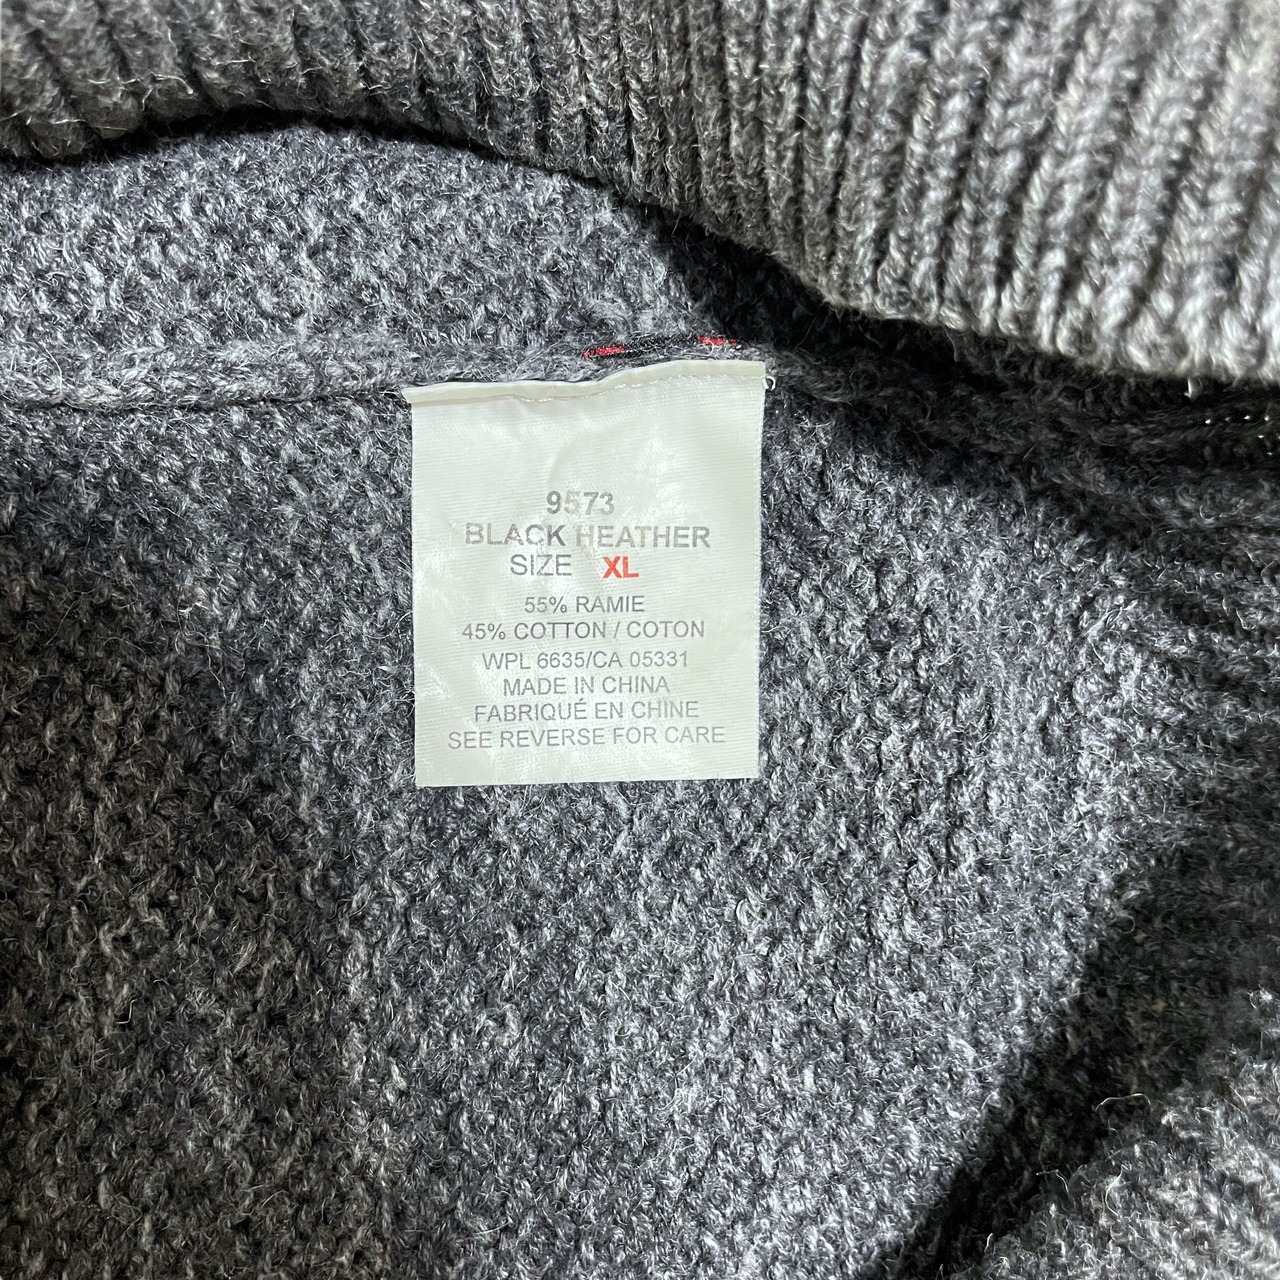 9573
BLACK HEATHER
SIZE XL
55% RAMIE
45% COTTON / COTON
WPL 6635/CA 05331
MADE IN CHINA
FABRIQUÉ EN CHINE
SEE REVERSE FOR CARE